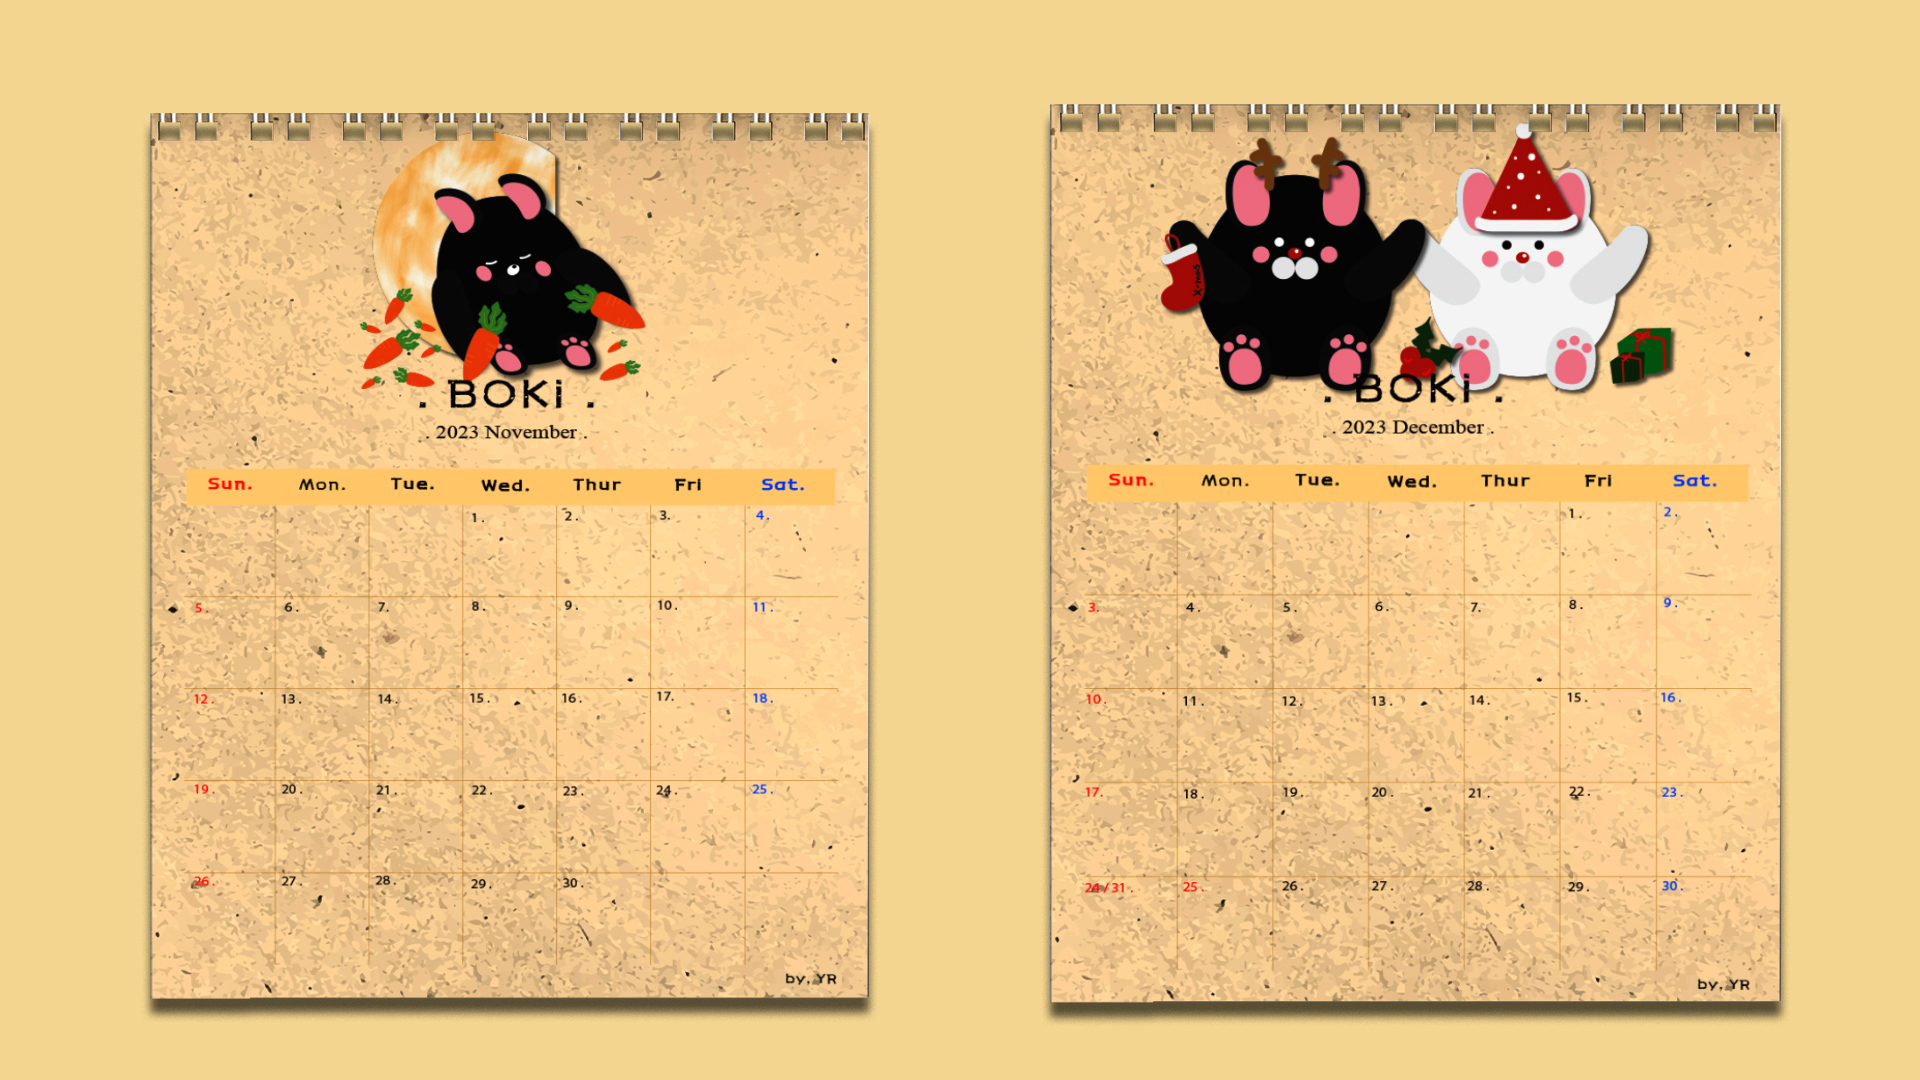 . BOKi .
. 2023 November .
Sun. Mon. Tue. Wed. Thur Fri Sat.
1. 2. 3. 4.
5. 6. 7. 8. 9. 10. 11.
12. 13. 14. 15. 16. 17. 18.
19. 20. 21. 22. 23. 24. 25.
26. 27. 28. 29. 30.
by. YR
X-mas
. BOKi .
. 2023 December .
Sun. Mon. Tue. Wed. Thur Fri Sat.
1. 2.
3. 4. 5. 6. 7. 8. 9.
10. 11. 12. 13. 14. 15. 16.
17. 18. 19. 20. 21. 22. 23.
24/31. 25. 26. 27. 28. 29. 30.
by. YR